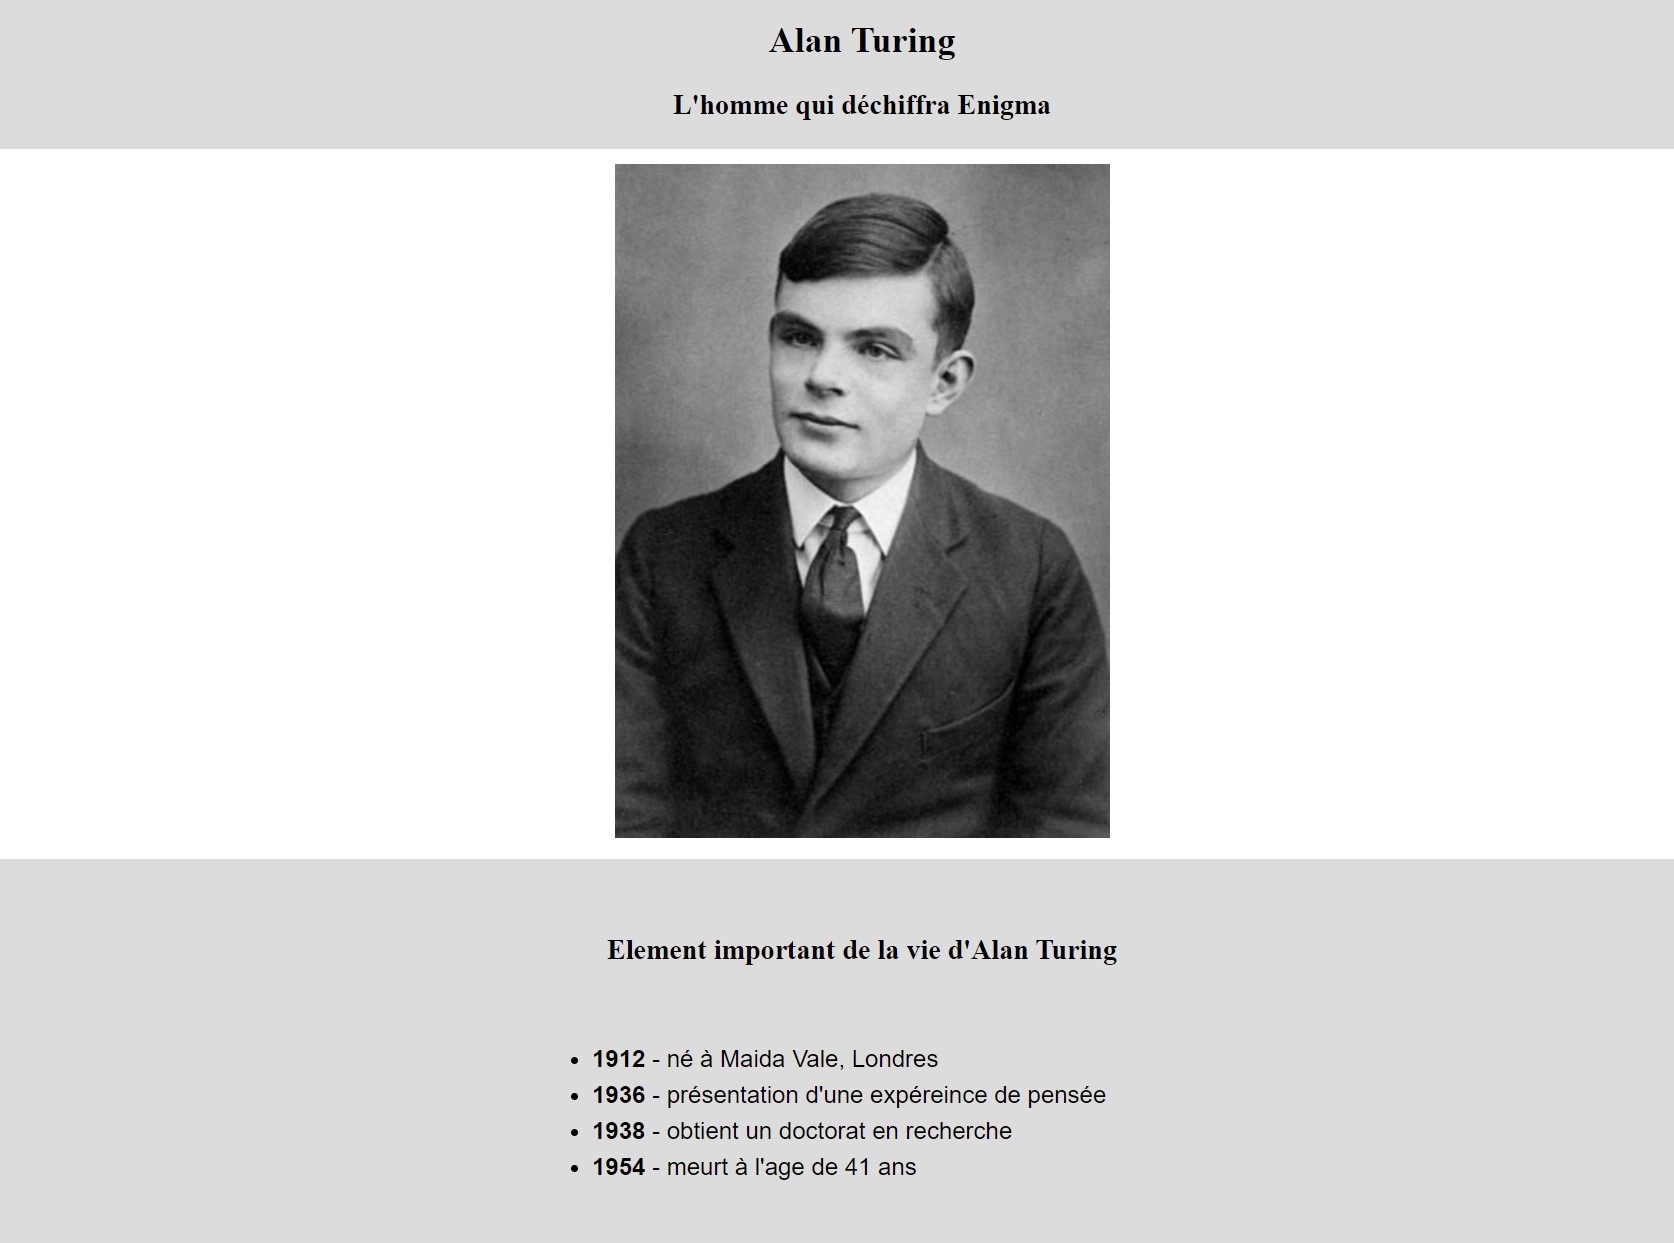 Alan Turing
L'homme qui déchiffra Enigma
Element important de la vie d'Alan Turing
• 1912 - né à Maida Vale, Londres
• 1936 - présentation d'une expéreince de pensée
• 1938 - obtient un doctorat en recherche
• 1954 - meurt à l'age de 41 ans